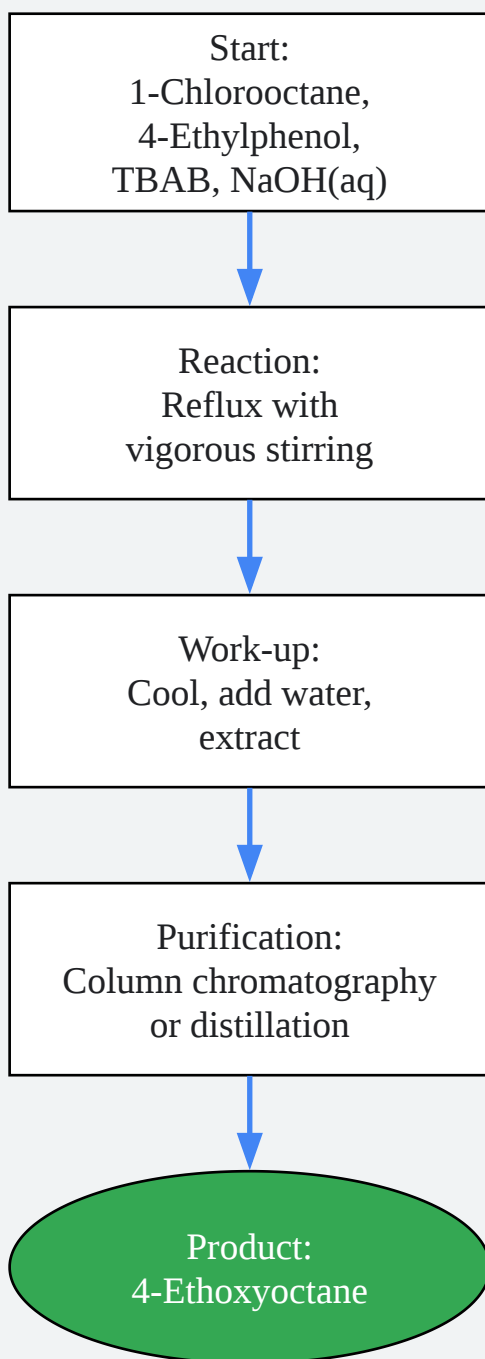 Start:
1-Chlorooctane,
4-Ethylphenol,
TBAB, NaOH(aq)
Reaction:
Reflux with
vigorous stirring
Work-up:
Cool, add water,
extract
Purification:
Column chromatography
or distillation
Product:
4-Ethoxyoctane